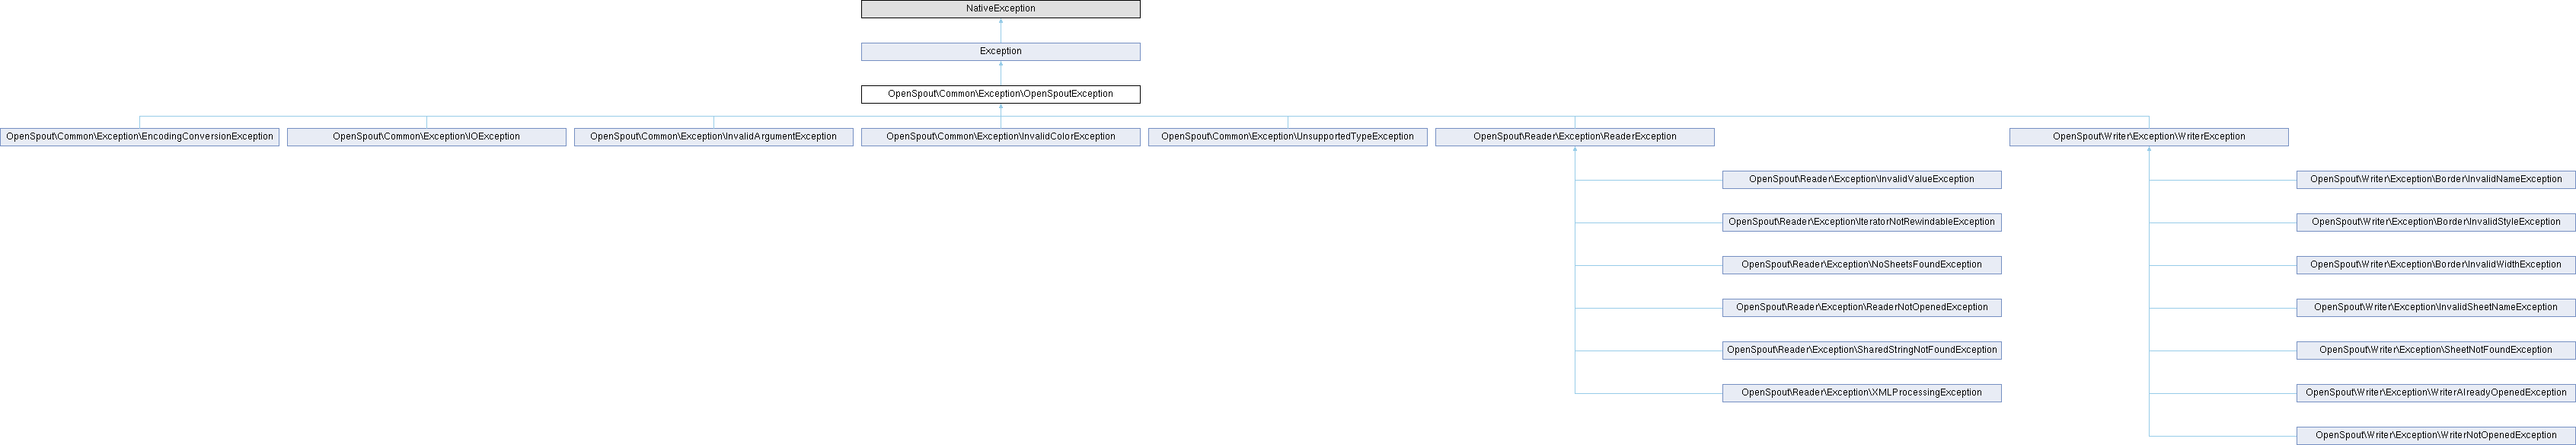 NativeException
Exception
OpenSpout\Common\Exception\OpenSpoutException
OpenSpout\Common\Exception\EncodingConversionException
OpenSpout\Common\Exception\IOException
OpenSpout\Common\Exception\InvalidArgumentException
OpenSpout\Common\Exception\InvalidColorException
OpenSpout\Common\Exception\UnsupportedTypeException
OpenSpout\Reader\Exception\ReaderException
OpenSpout\Writer\Exception\WriterException
OpenSpout\Reader\Exception\InvalidValueException
OpenSpout\Reader\Exception\IteratorNotRewindableException
OpenSpout\Reader\Exception\NoSheetsFoundException
OpenSpout\Reader\Exception\ReaderNotOpenedException
OpenSpout\Reader\Exception\SharedStringNotFoundException
OpenSpout\Reader\Exception\XMLProcessingException
OpenSpout\Writer\Exception\Border\InvalidNameException
OpenSpout\Writer\Exception\Border\InvalidStyleException
OpenSpout\Writer\Exception\Border\InvalidWidthException
OpenSpout\Writer\Exception\InvalidSheetNameException
OpenSpout\Writer\Exception\SheetNotFoundException
OpenSpout\Writer\Exception\WriterAlreadyOpenedException
OpenSpout\Writer\Exception\WriterNotOpenedException